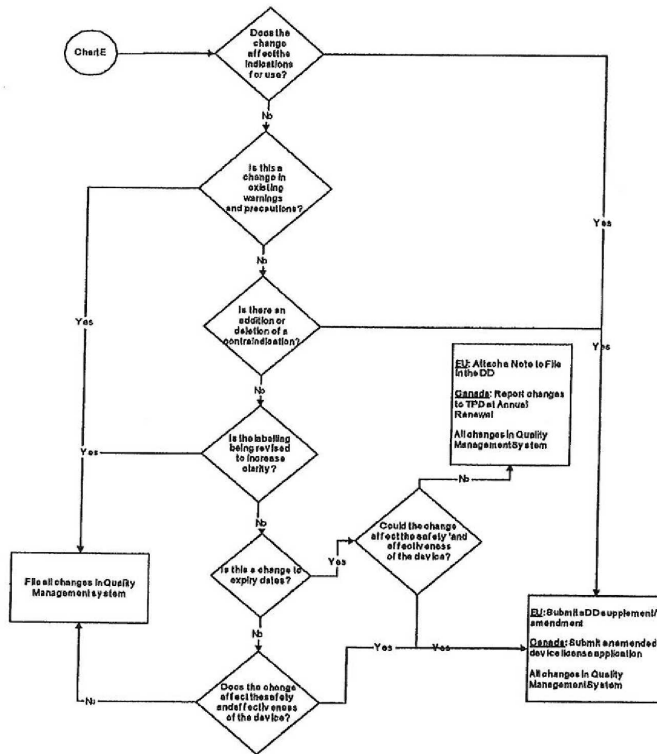 Chart E
Does the
change
affect the
indications
for use?
No
Is this a
change in
existing
warnings
and precautions?
Yes
No
Yes
Is there an
addition or
deletion of a
contraindication?
Yes
EU: Attach a Note to File
in the DD
Canada: Report changes
to TPD at Annual
Renewal
All changes in Quality
Management System
No
Is the labelling
being revised
to increase
clarity?
Yes
No
No
Could the change
affect the safety 'and
effectiveness
of the device?
Is this a change to
expiry dates?
Yes
File all changes in Quality
Management system
No
Yes
Yes
EU: Submit a DD supplement/
amendment
Canada: Submit an amended
device license application
All changes in Quality
Management System
Does the change
affect the safety
and effectiveness
of the device?
No